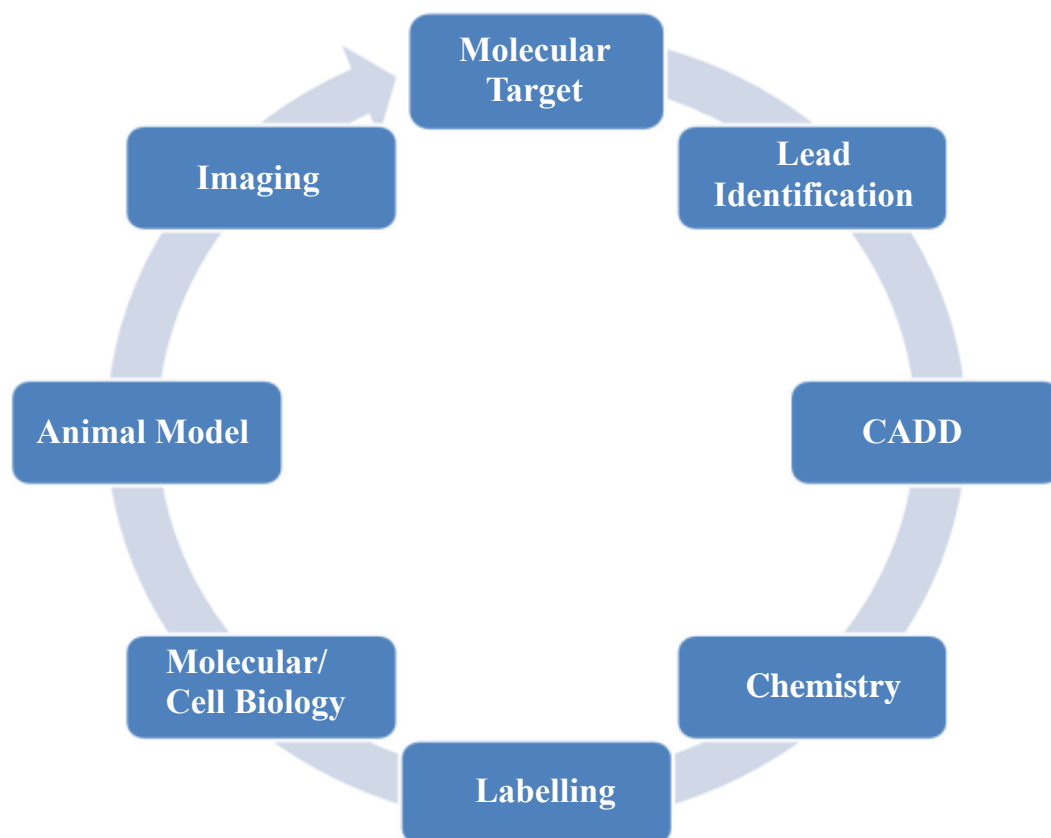 Molecular
Target
Lead
Identification
CADD
Chemistry
Labelling
Molecular/
Cell Biology
Animal Model
Imaging